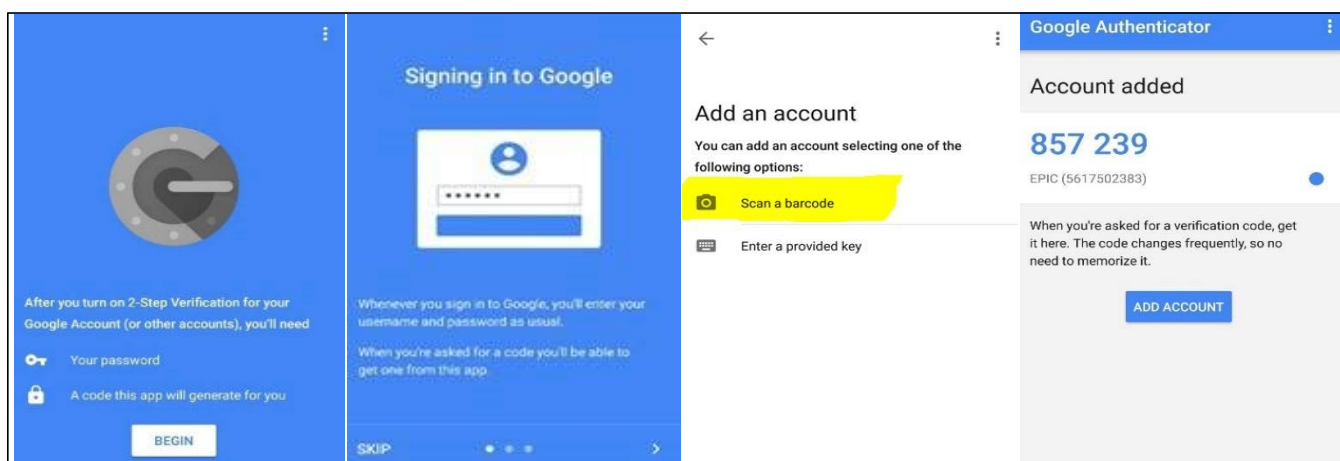 After you turn on 2-Step Verification for your
Google Account (or other accounts), you'll need
Your password
A code this app will generate for you
BEGIN
Signing in to Google
******
Whenever you sign in to Google, you'll enter your
username and password as usual.
When you're asked for a code you'll be able to
get one from this app.
SKIP
Add an account
You can add an account selecting one of the
following options:
Scan a barcode
Enter a provided key
Google Authenticator
Account added
857 239
EPIC (5617502383)
When you're asked for a verification code, get
it here. The code changes frequently, so no
need to memorize it.
ADD ACCOUNT